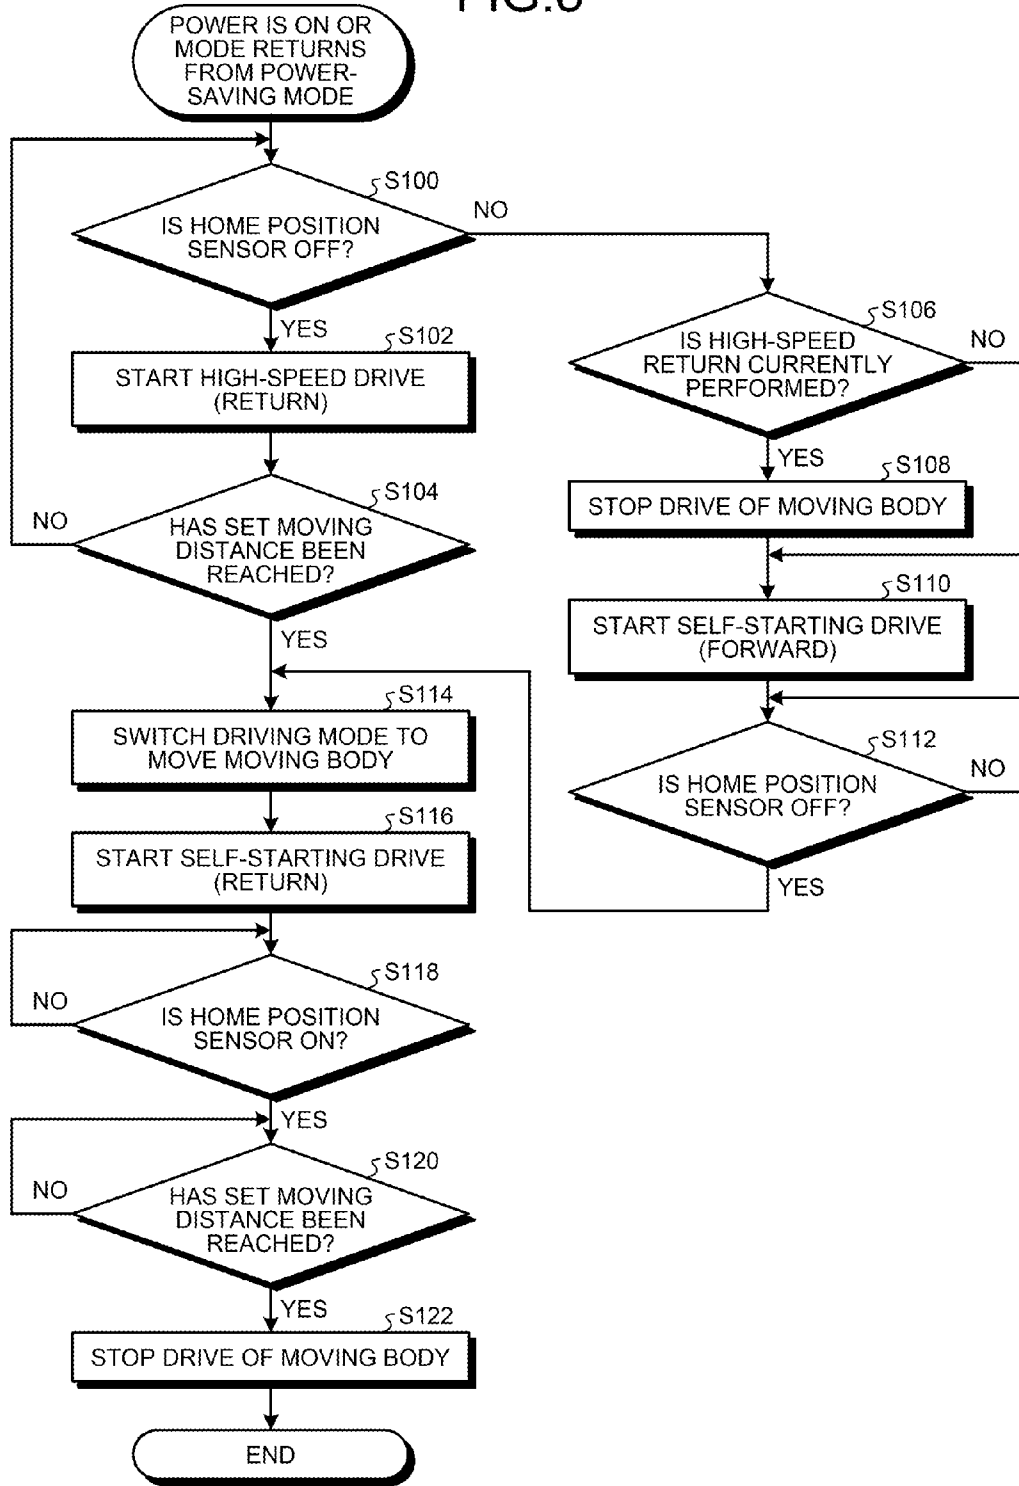 POWER IS ON OR
MODE RETURNS
FROM POWER-
SAVING MODE
S100
IS HOME POSITION
SENSOR OFF?
NO
YES
S102
START HIGH-SPEED DRIVE
(RETURN)
S104
HAS SET MOVING
DISTANCE BEEN
REACHED?
NO
YES
S106
IS HIGH-SPEED
RETURN CURRENTLY
PERFORMED?
NO
YES
S108
STOP DRIVE OF MOVING BODY
S110
START SELF-STARTING DRIVE
(FORWARD)
S112
IS HOME POSITION
SENSOR OFF?
NO
YES
S114
SWITCH DRIVING MODE TO
MOVE MOVING BODY
S116
START SELF-STARTING DRIVE
(RETURN)
S118
IS HOME POSITION
SENSOR ON?
NO
YES
S120
HAS SET MOVING
DISTANCE BEEN
REACHED?
NO
YES
S122
STOP DRIVE OF MOVING BODY
END